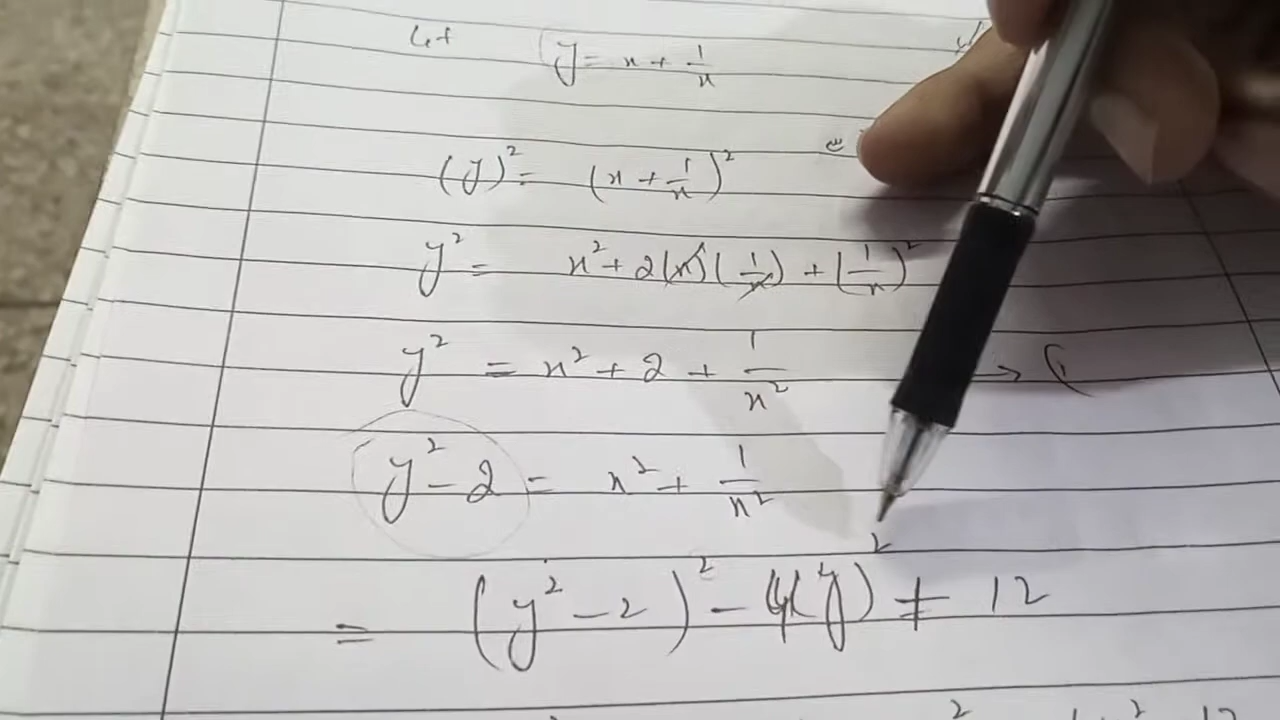 Let y = x + 1/x
(y)² = (x + 1/x)²
y² = x² + 2(x)(1/x) + (1/x)²
y² = x² + 2 + 1/x² → (1
y² - 2 = x² + 1/x²
= (y² - 2)² - 4(y)² + 12